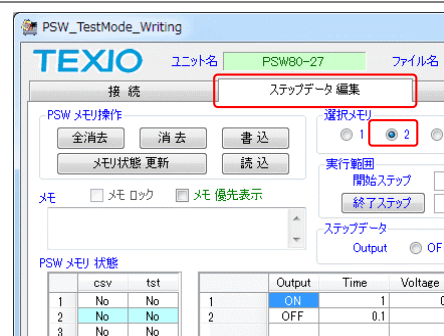 PSW_TestMode_Writing
TEXIO ユニット名 PSW80-27 ファイル名
接 続 ステップデータ 編集
PSW メモリ操作 選択メモリ
全消去 消 去 書 込 1 2
メモリ状態 更新 読 込 実行範囲
開始ステップ
メモ メモ ロック メモ 優先表示 終了ステップ
ステップデータ
Output OF
PSW メモリ 状態
csv tst Output Time Voltage
1 No No 1 ON 1 0
2 No No 2 OFF 0.1
3 No No